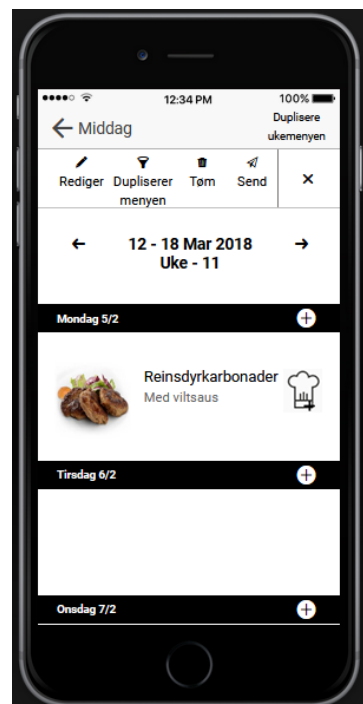 12:34 PM
100%
Middag
Duplisere
ukemenyen
Rediger
Dupliserer
menyen
Tøm
Send
12 - 18 Mar 2018
Uke - 11
Mondag 5/2
Reinsdyrkarbonader
Med viltsaus
Tirsdag 6/2
Onsdag 7/2